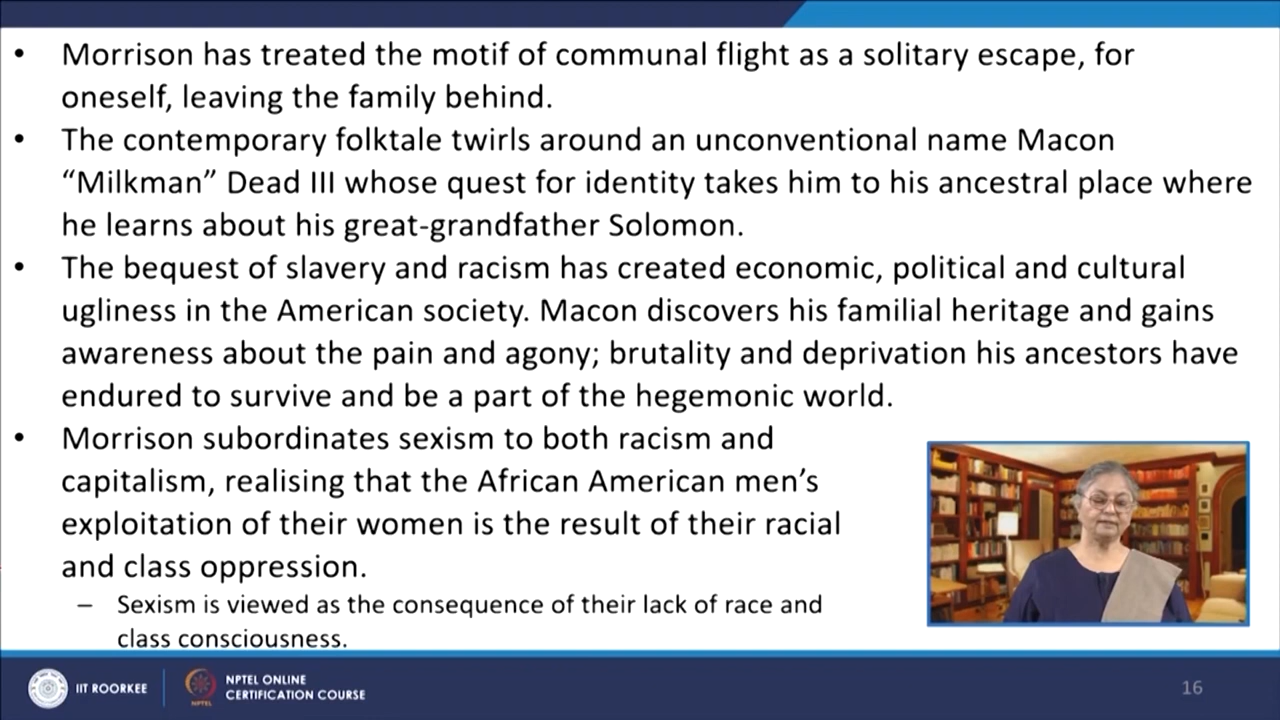 • Morrison has treated the motif of communal flight as a solitary escape, for
oneself, leaving the family behind.
• The contemporary folktale twirls around an unconventional name Macon
“Milkman” Dead III whose quest for identity takes him to his ancestral place where
he learns about his great-grandfather Solomon.
• The bequest of slavery and racism has created economic, political and cultural
ugliness in the American society. Macon discovers his familial heritage and gains
awareness about the pain and agony; brutality and deprivation his ancestors have
endured to survive and be a part of the hegemonic world.
• Morrison subordinates sexism to both racism and
capitalism, realising that the African American men’s
exploitation of their women is the result of their racial
and class oppression.
– Sexism is viewed as the consequence of their lack of race and
class consciousness.
IIT ROORKEE
NPTEL
NPTEL ONLINE
CERTIFICATION COURSE
16